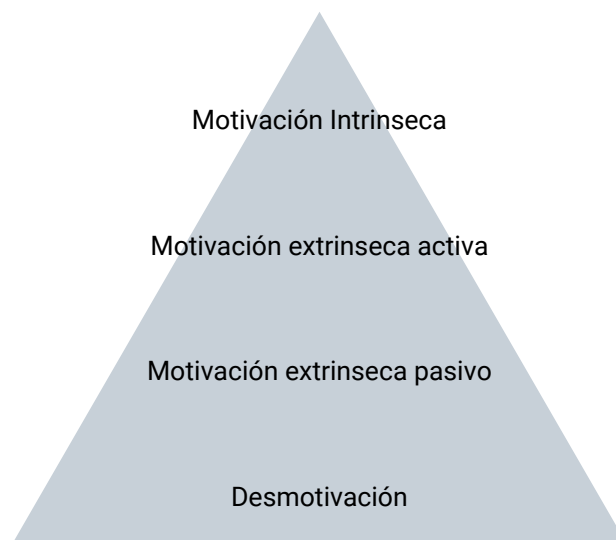 Motivación Intrinseca
Motivación extrinseca activa
Motivación extrinseca pasivo
Desmotivación